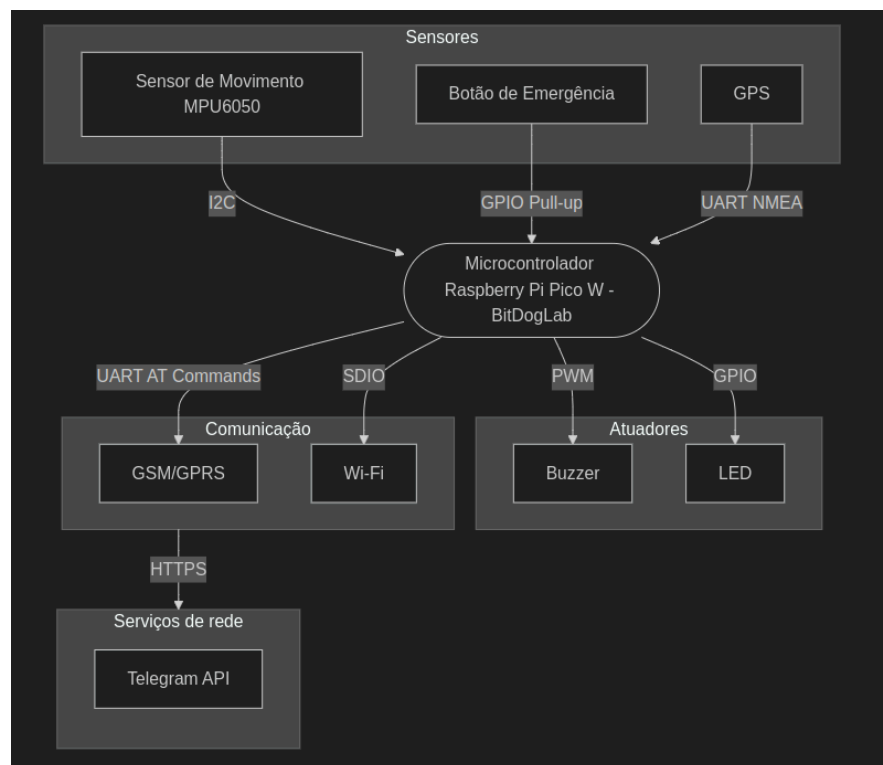 Sensores
Sensor de Movimento
MPU6050
Botão de Emergência
GPS
I2C
GPIO Pull-up
UART NMEA
Microcontrolador
Raspberry Pi Pico W -
BitDogLab
UART AT Commands
SDIO
PWM
GPIO
Comunicação
GSM/GPRS
Wi-Fi
Atuadores
Buzzer
LED
HTTPS
Serviços de rede
Telegram API